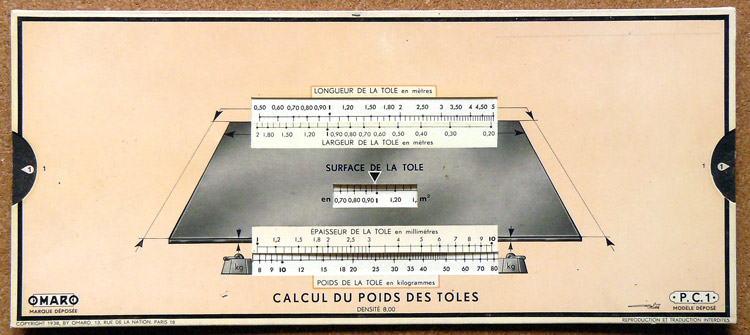 LONGUEUR DE LA TOLE en mètres
0,50 0,60 0,70 0,80 0,90 1 1,20 1,50 1,80 2 2,50 3 3,50 4 4,50 5
2 1,80 1,50 1,20 1 0,90 0,80 0,70 0,60 0,50 0,40 0,30 0,20
LARGEUR DE LA TOLE en mètres
SURFACE DE LA TOLE
en 0,70 0,80 0,90 1 1,20 1, m²
1 1
1 1
ÉPAISSEUR DE LA TOLE en millimètres
1 1,2 1,5 1,8 2 2,5 3 4 5 6 7 8 9 10
kg kg
8 9 10 12 15 18 20 25 30 35 40 45 50 60 70 80
POIDS DE LA TOLE en kilogrammes
CALCUL DU POIDS DES TOLES
DENSITÉ 8,00
OMARO
MARQUE DÉPOSÉE
P.C.1
MODÈLE DÉPOSÉ
COPYRIGHT 1938, BY OMARO, 13, RUE DE LA NATION, PARIS 18
REPRODUCTION ET TRADUCTION INTERDITES